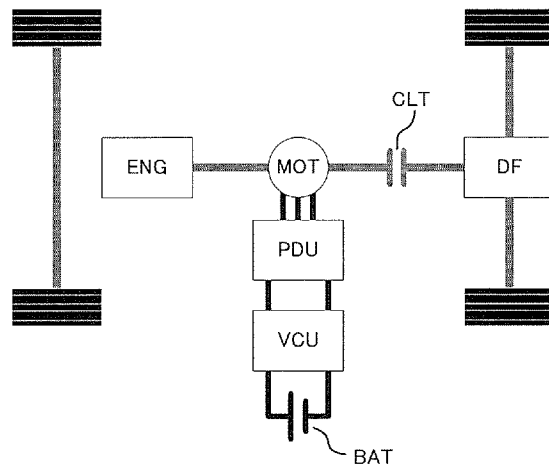 CLT
ENG
MOT
DF
PDU
VCU
BAT